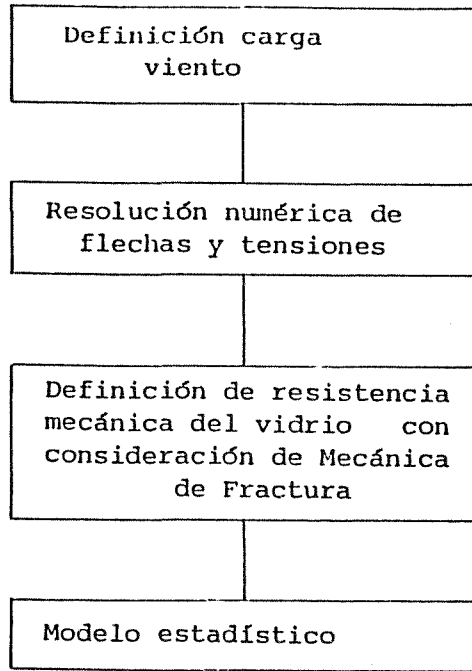 Definición carga
viento
Resolución numérica de
flechas y tensiones
Definición de resistencia
mecánica del vidrio con
consideración de Mecánica
de Fractura
Modelo estadístico